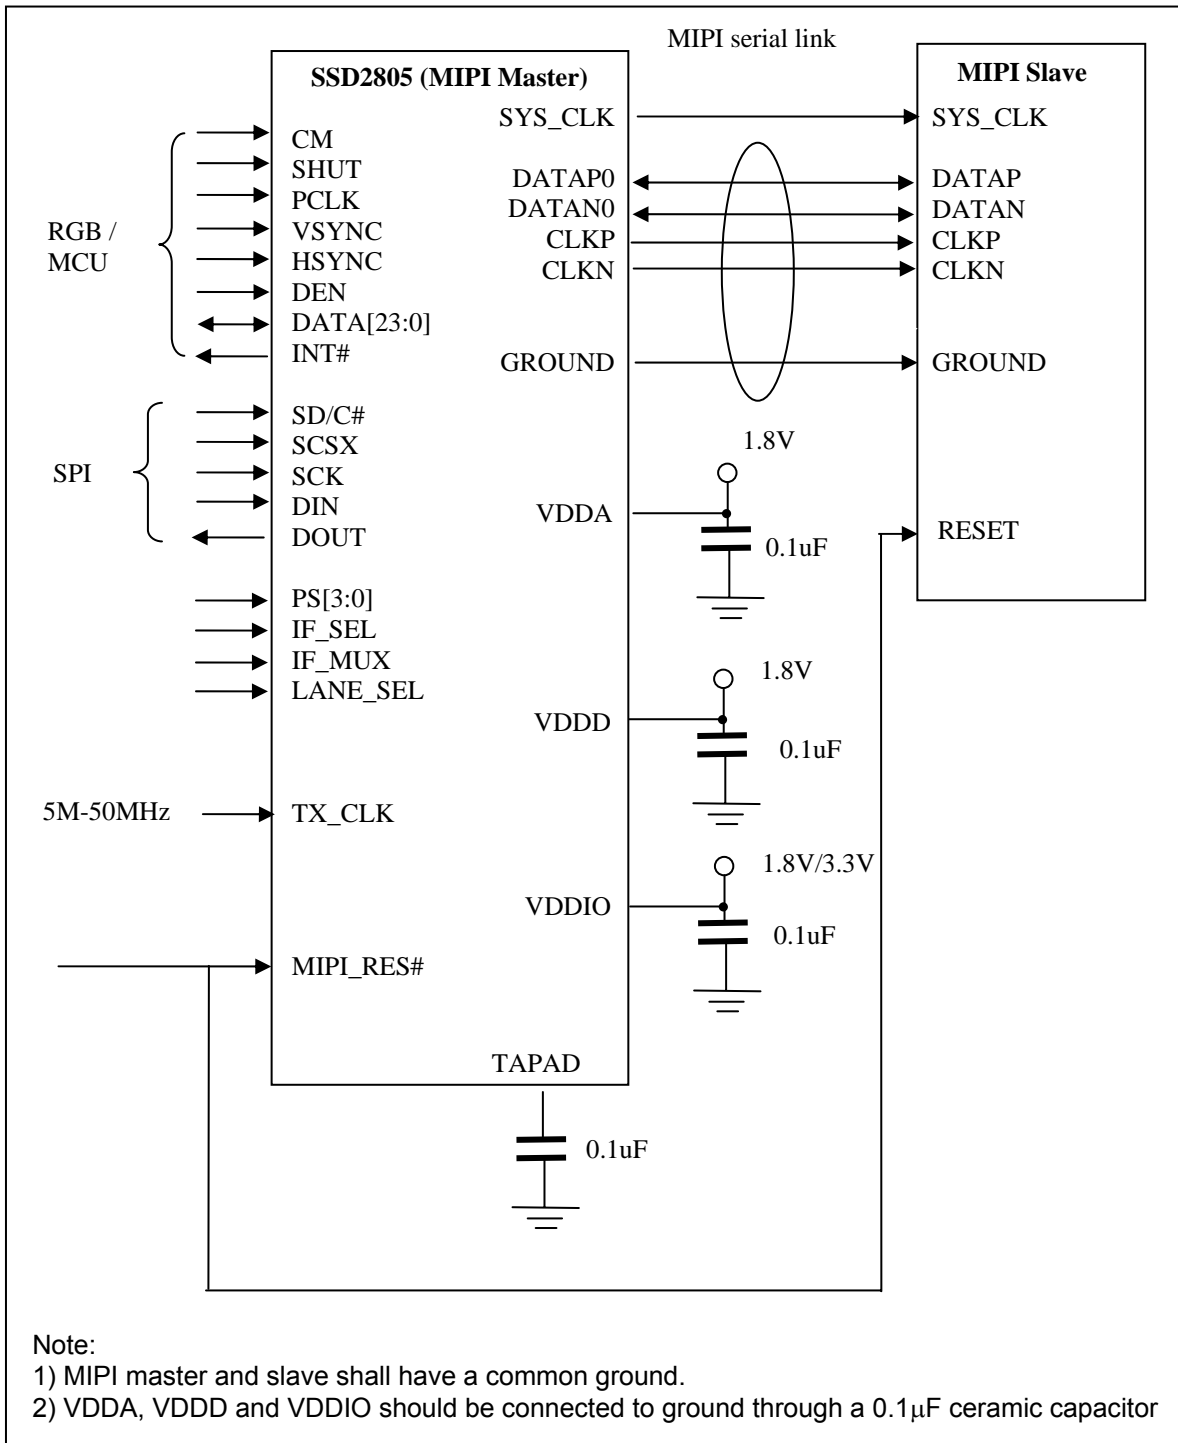 MIPI serial link
SSD2805 (MIPI Master)
MIPI Slave
RGB /
MCU
CM
SHUT
PCLK
VSYNC
HSYNC
DEN
DATA[23:0]
INT#
SPI
SD/C#
SCSX
SCK
DIN
DOUT
PS[3:0]
IF_SEL
IF_MUX
LANE_SEL
5M-50MHz
TX_CLK
MIPI_RES#
SYS_CLK
DATAP0
DATAN0
CLKP
CLKN
GROUND
VDDA
VDDD
VDDIO
TAPAD
SYS_CLK
DATAP
DATAN
CLKP
CLKN
GROUND
RESET
1.8V
0.1uF
1.8V
0.1uF
1.8V/3.3V
0.1uF
0.1uF
Note:
1) MIPI master and slave shall have a common ground.
2) VDDA, VDDD and VDDIO should be connected to ground through a 0.1μF ceramic capacitor